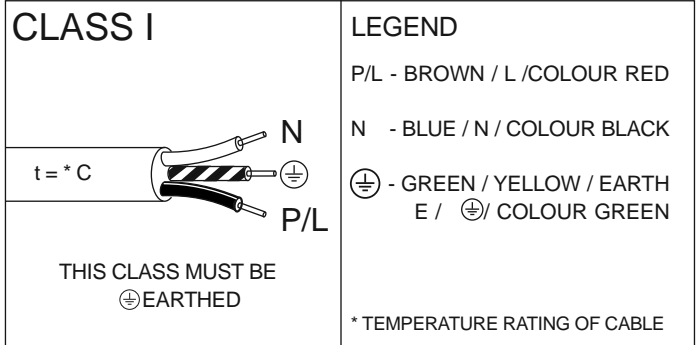 CLASS I
N
t = * C
⏚
P/L
THIS CLASS MUST BE
⏚ EARTHED
LEGEND
P/L - BROWN / L /COLOUR RED
N - BLUE / N / COLOUR BLACK
⏚ - GREEN / YELLOW / EARTH
E / ⏚/ COLOUR GREEN
* TEMPERATURE RATING OF CABLE